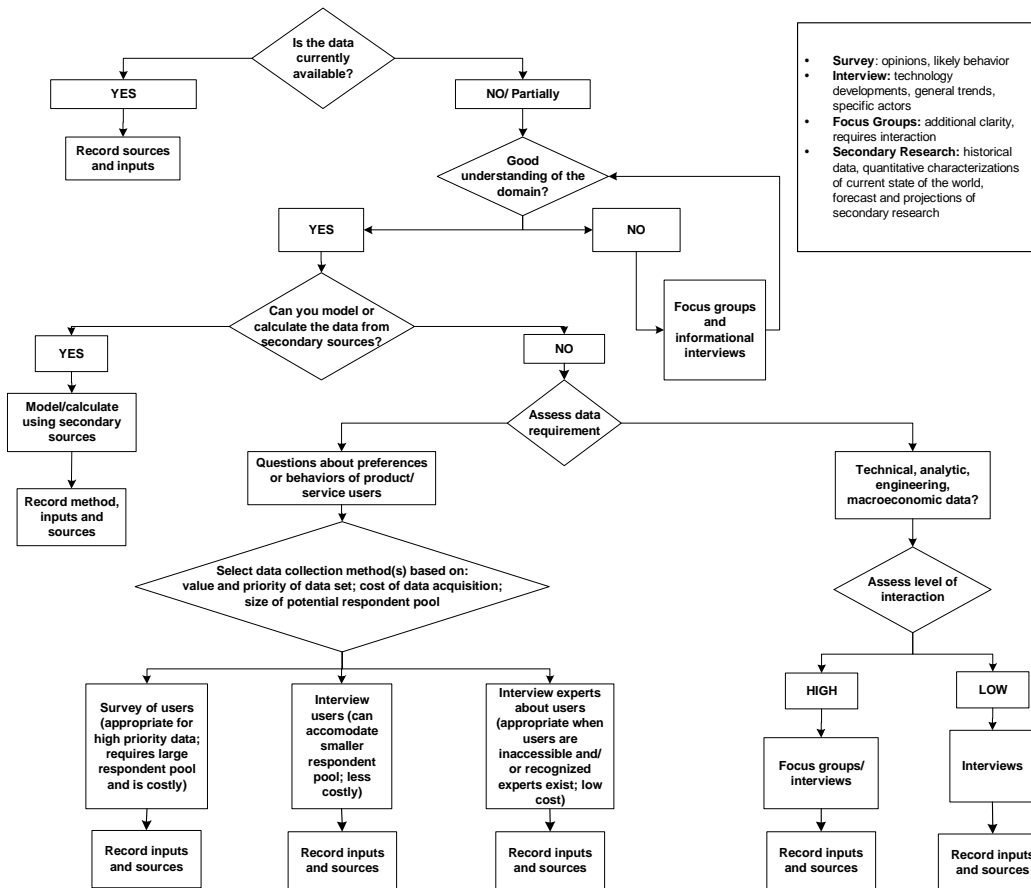 Is the data
currently
available?
YES
NO/ Partially
Record sources
and inputs
Good
understanding of the
domain?
YES
NO
Focus groups
and
informational
interviews
Can you model or
calculate the data from
secondary sources?
YES
NO
Model/calculate
using secondary
sources
Record method,
inputs and
sources
Assess data
requirement
Questions about preferences
or behaviors of product/
service users
Technical, analytic,
engineering,
macroeconomic data?
Select data collection method(s) based on:
value and priority of data set; cost of data acquisition;
size of potential respondent pool
Assess level of
interaction
Survey of users
(appropriate for
high priority data;
requires large
respondent pool
and is costly)
Interview
users (can
accomodate
smaller
respondent
pool; less
costly)
Interview experts
about users
(appropriate when
users are
inaccessible and/
or recognized
experts exist; low
cost)
HIGH
LOW
Focus groups/
interviews
Interviews
Record inputs
and sources
Record inputs
and sources
Record inputs
and sources
Record inputs
and sources
Record inputs
and sources
• Survey: opinions, likely behavior
• Interview: technology
developments, general trends,
specific actors
• Focus Groups: additional clarity,
requires interaction
• Secondary Research: historical
data, quantitative characterizations
of current state of the world,
forecast and projections of
secondary research